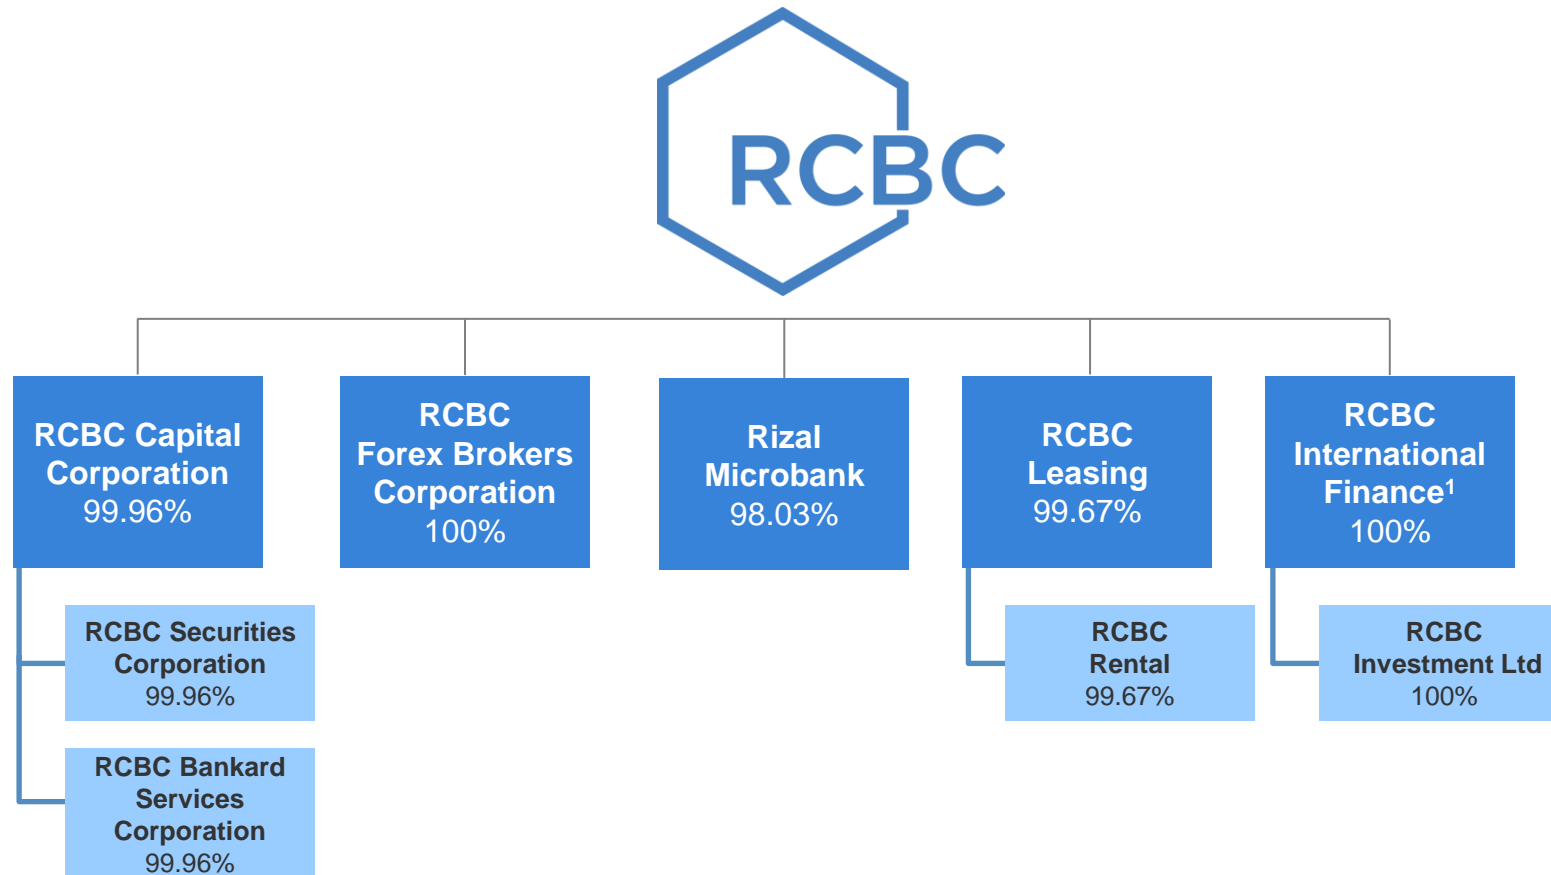 RCBC
RCBC Capital
Corporation
99.96%
RCBC
Forex Brokers
Corporation
100%
Rizal
Microbank
98.03%
RCBC
Leasing
99.67%
RCBC
International
Finance¹
100%
RCBC Securities
Corporation
99.96%
RCBC Bankard
Services
Corporation
99.96%
RCBC
Rental
99.67%
RCBC
Investment Ltd
100%